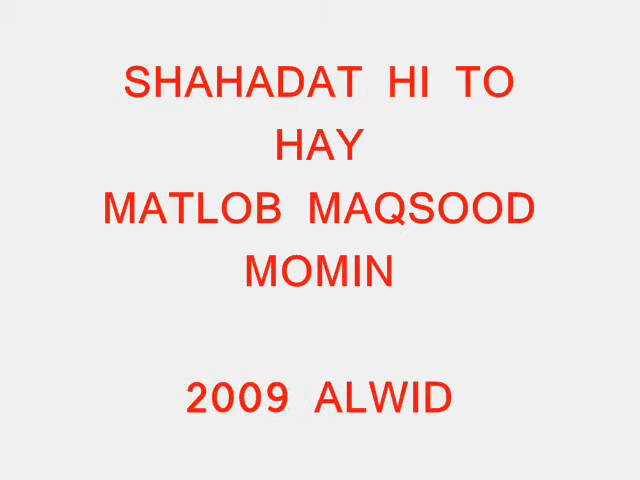 SHAHADAT HI TO
HAY
MATLOB MAQSOOD
MOMIN
2009 ALWID